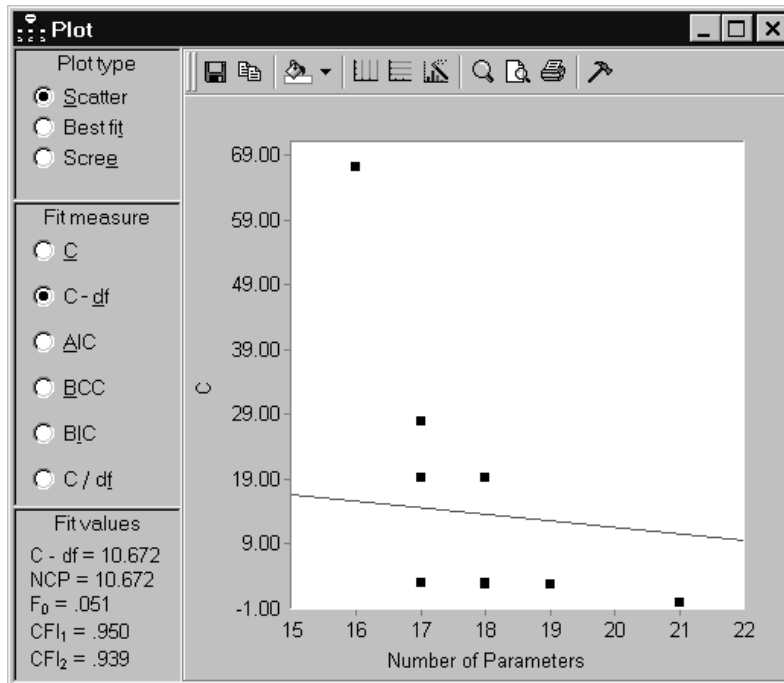 Plot
Plot type
Scatter
Best fit
Scree
Fit measure
C
C - df
AIC
BCC
BIC
C / df
Fit values
C - df = 10.672
NCP = 10.672
F₀ = .051
CFI₁ = .950
CFI₂ = .939
C
69.00
59.00
49.00
39.00
29.00
19.00
9.00
-1.00
15 16 17 18 19 20 21 22
Number of Parameters